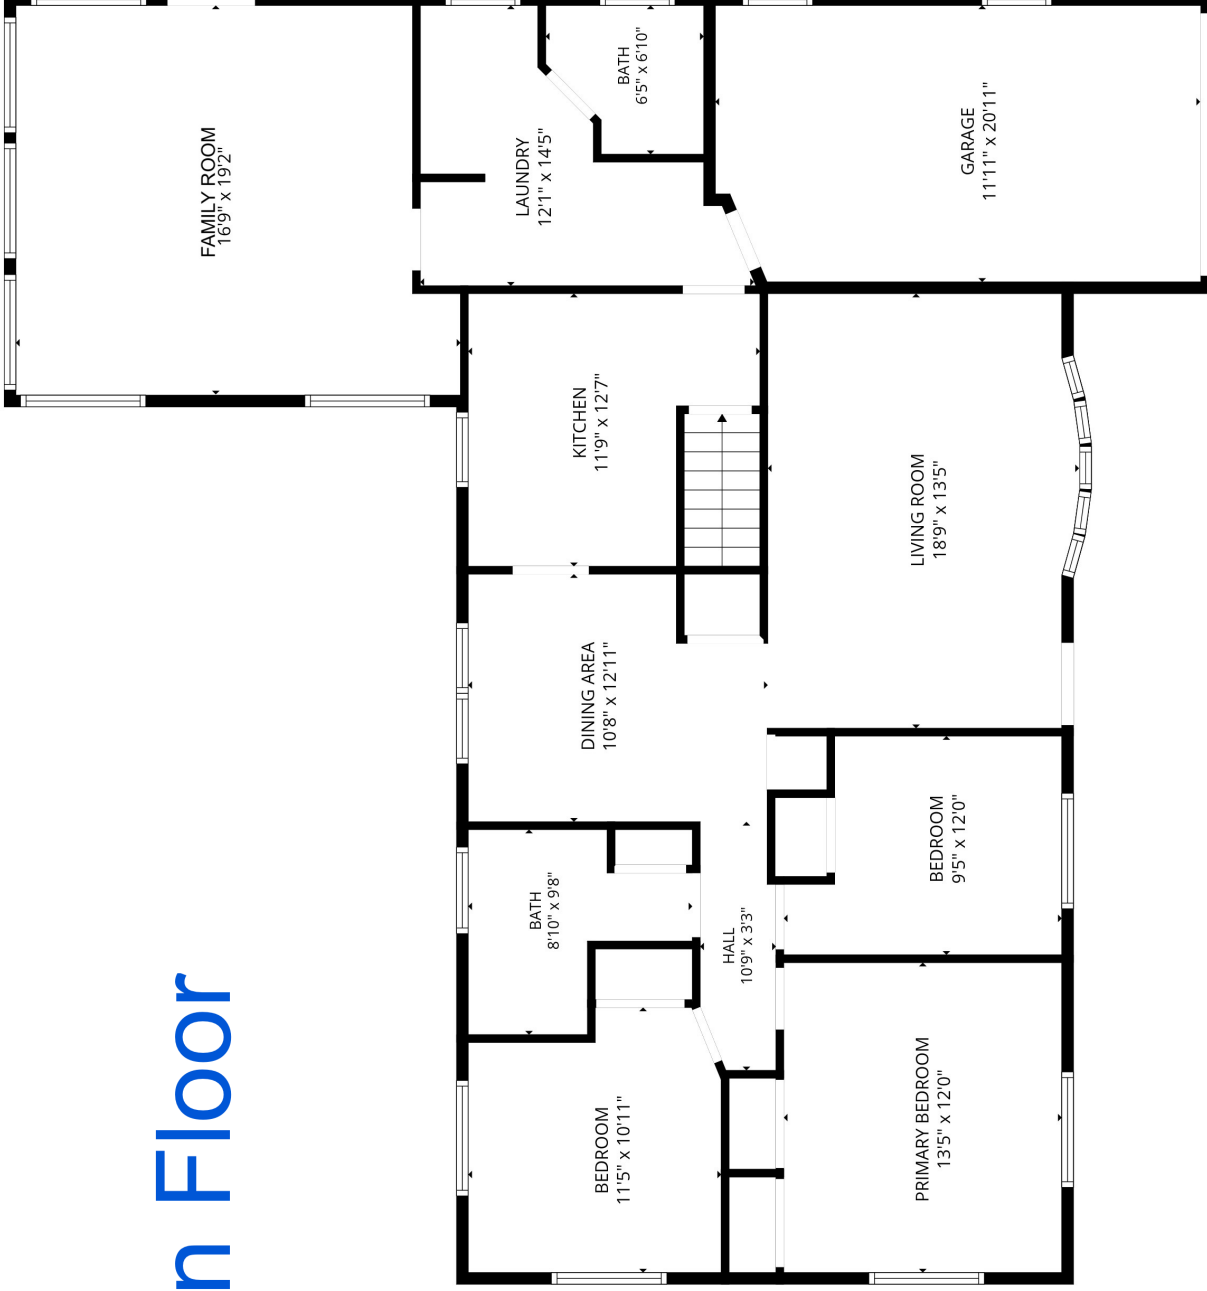 FAMILY ROOM
16'9" x 19'2"
LAUNDRY
12'1" x 14'5"
BATH
6'5" x 6'10"
GARAGE
11'11" x 20'11"
KITCHEN
11'9" x 12'7"
LIVING ROOM
18'9" x 13'5"
DINING AREA
10'8" x 12'11"
BEDROOM
9'5" x 12'0"
BATH
8'10" x 9'8"
HALL
10'9" x 3'3"
BEDROOM
11'5" x 10'11"
PRIMARY BEDROOM
13'5" x 12'0"
n Floor